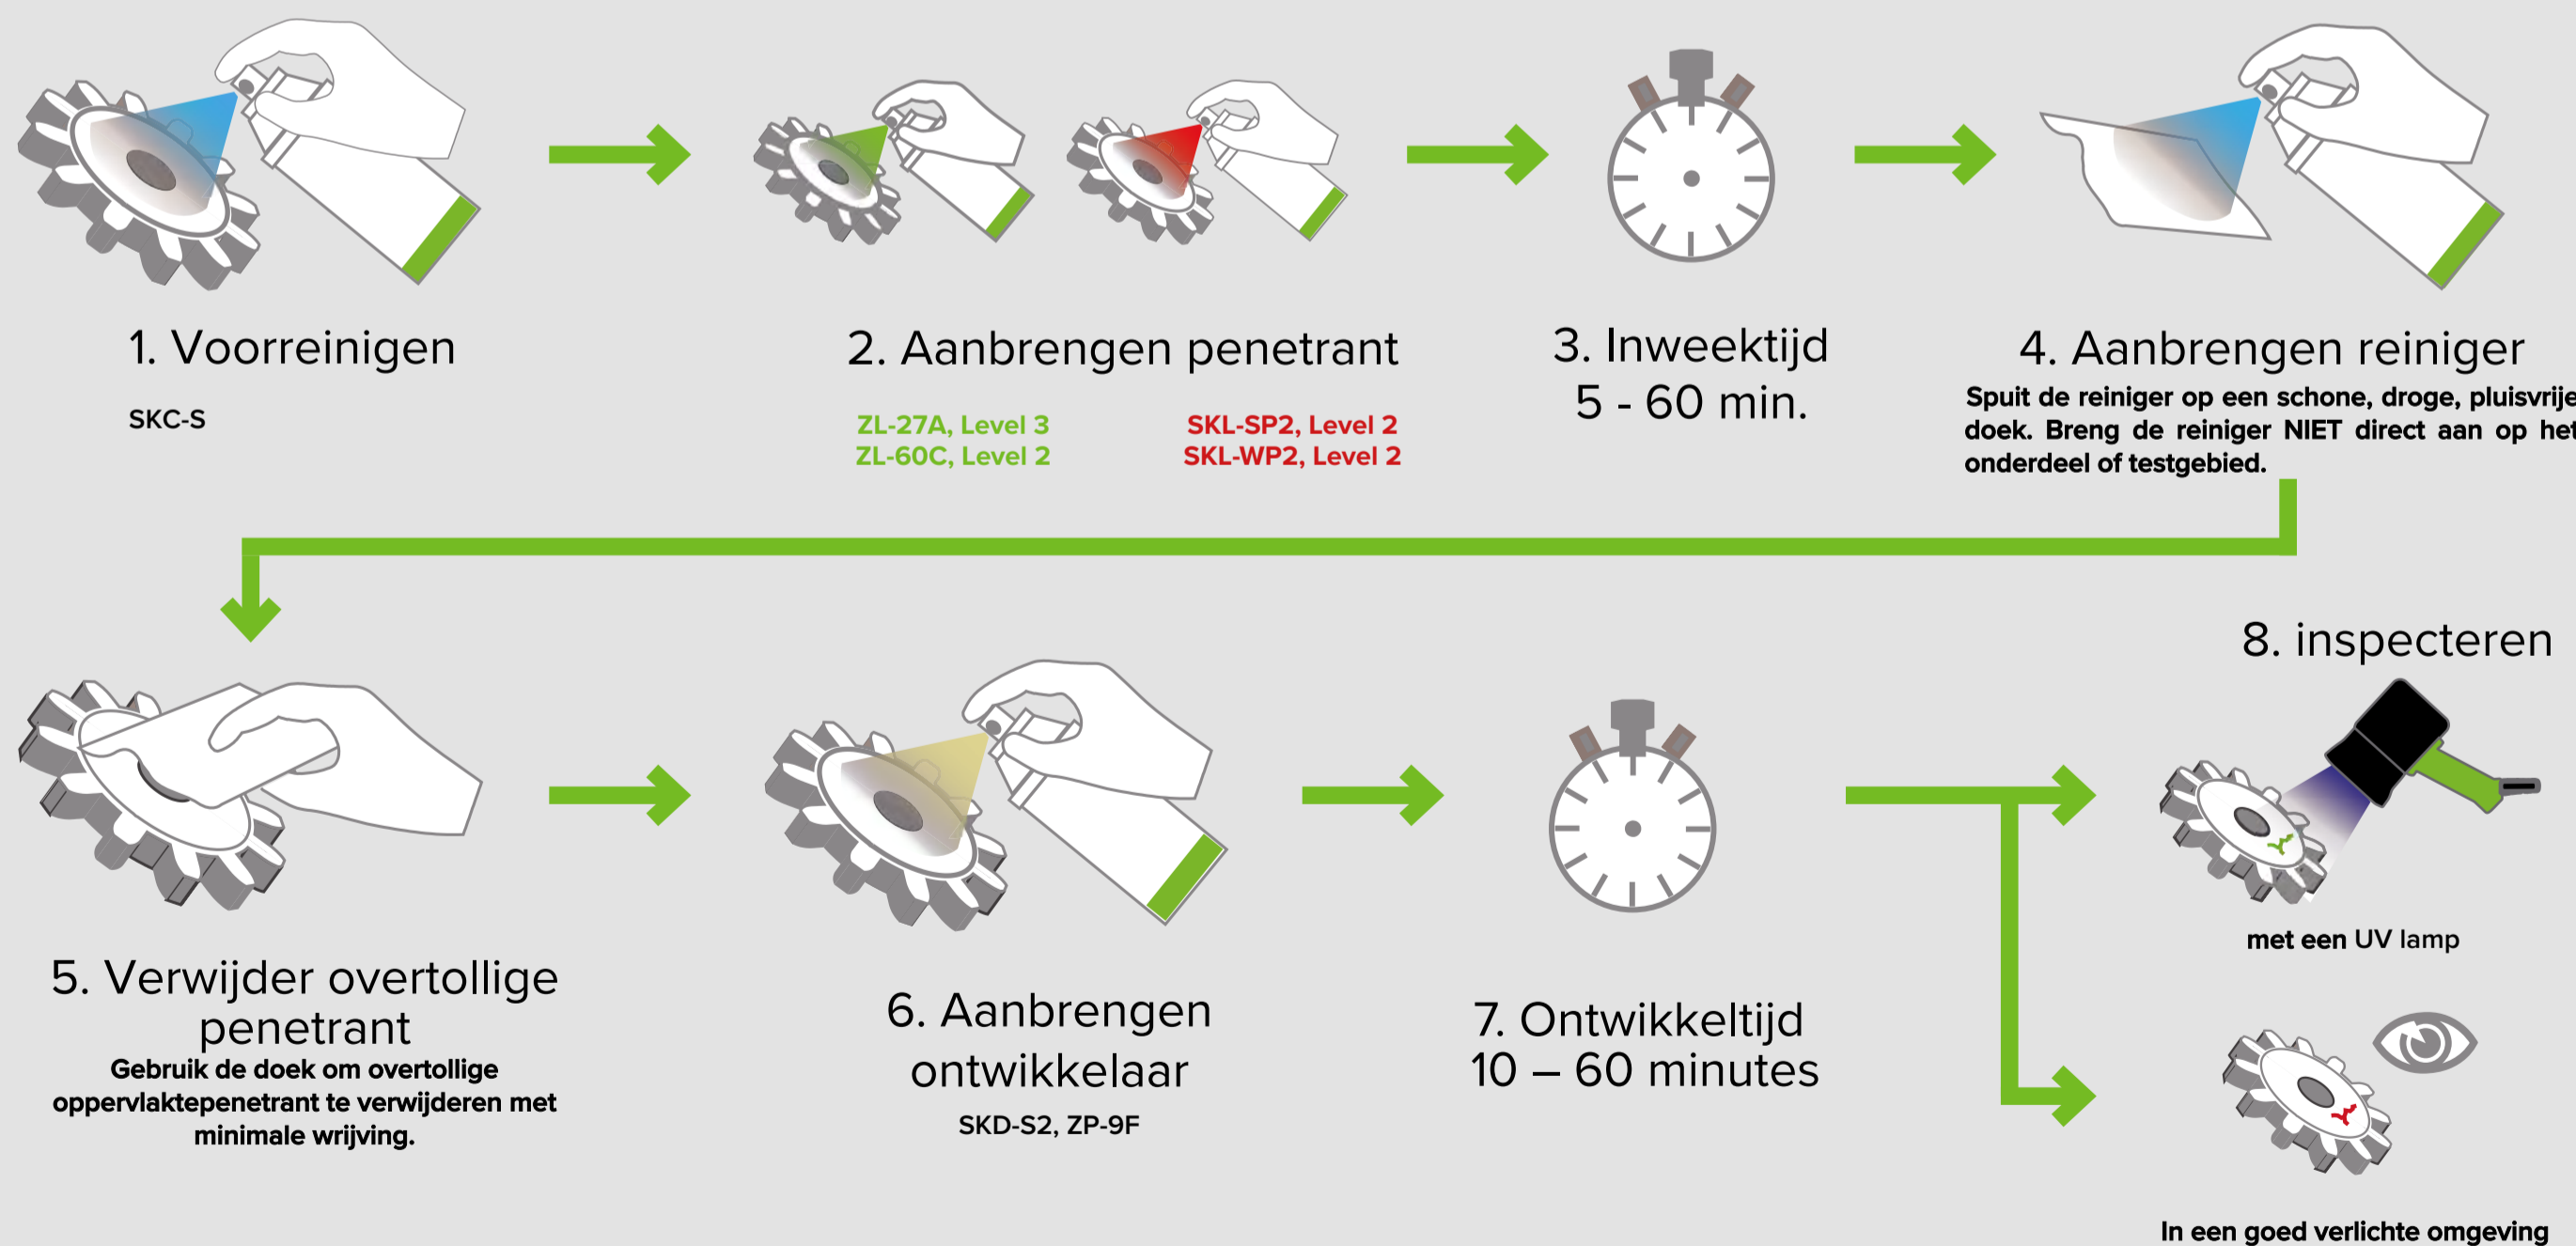 1. Voorreinigen
SKC-S
2. Aanbrengen penetrant
ZL-27A, Level 3
ZL-60C, Level 2
SKL-SP2, Level 2
SKL-WP2, Level 2
3. Inweektijd
5 - 60 min.
4. Aanbrengen reiniger
Spuit de reiniger op een schone, droge, pluisvrije
doek. Breng de reiniger NIET direct aan op het
onderdeel of testgebied.
5. Verwijder overtollige
penetrant
Gebruik de doek om overtollige
oppervlaktepenetrant te verwijderen met
minimale wrijving.
6. Aanbrengen
ontwikkelaar
SKD-S2, ZP-9F
7. Ontwikkeltijd
10 – 60 minutes
8. inspecteren
met een UV lamp
In een goed verlichte omgeving